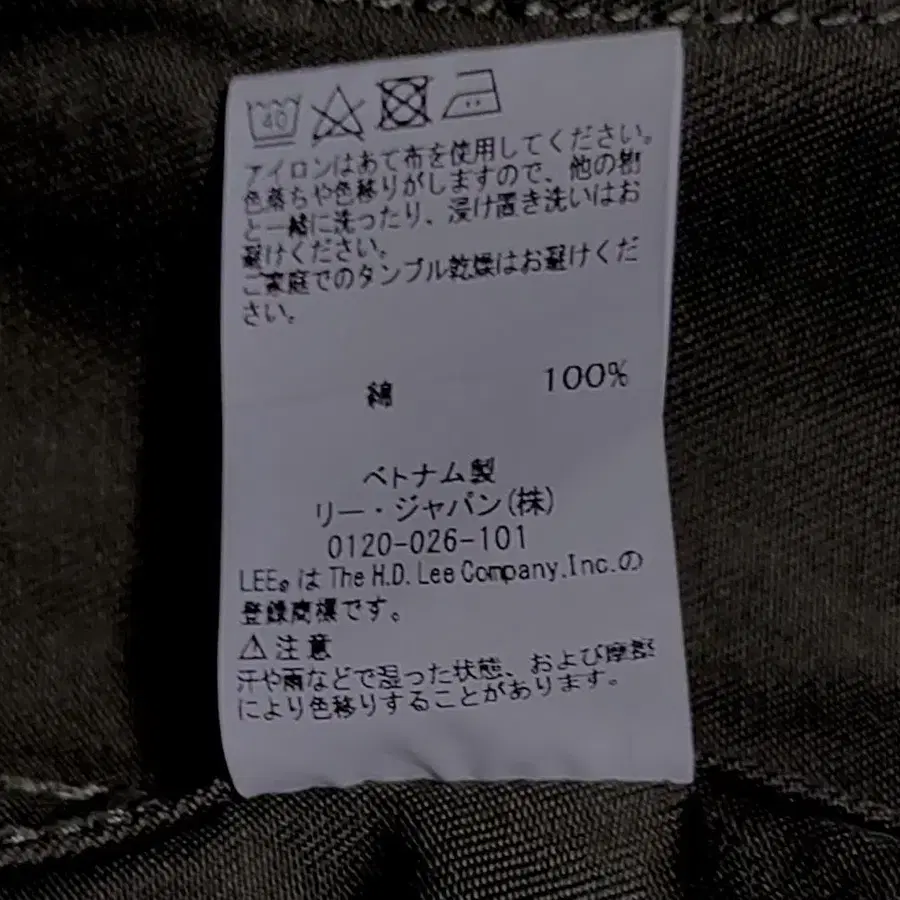 40
アイロンはあて布を使用してください。
色落ちや色移りがしますので、他の物
と一緒に洗ったり、浸け置き洗いはお
避けください。
ご家庭でのタンブル乾燥はお避けくだ
さい。
綿 100%
ベトナム製
リー・ジャパン(株)
0120-026-101
LEE®は The H.D. Lee Company, Inc.の
登録商標です。
⚠注意
汗や雨などで湿った状態、および摩擦
により色移りすることがあります。